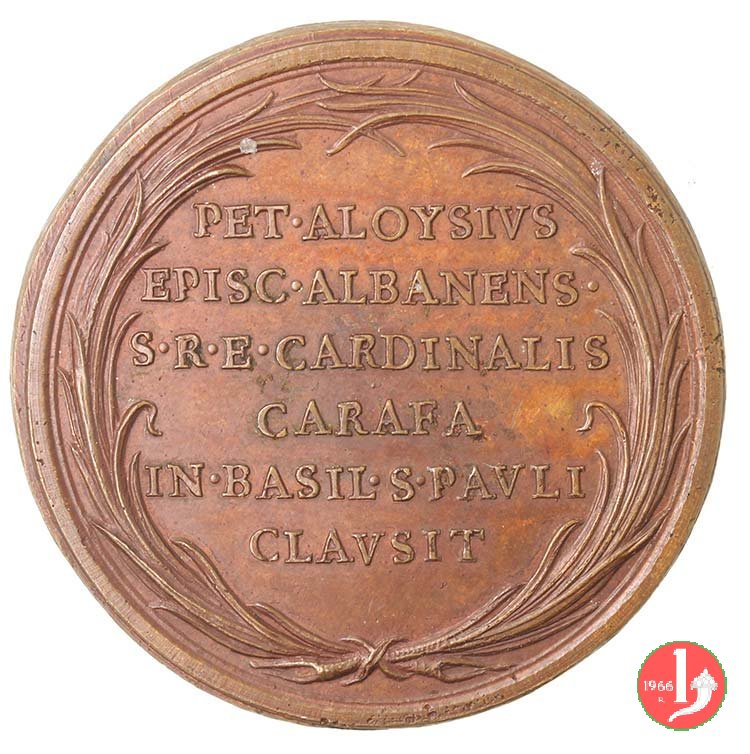 PET·ALOYSIVS
EPISC·ALBANENS·
S·R·E·CARDINALIS
CARAFA
IN·BASIL·S·PAVLI
CLAVSIT
1966
R